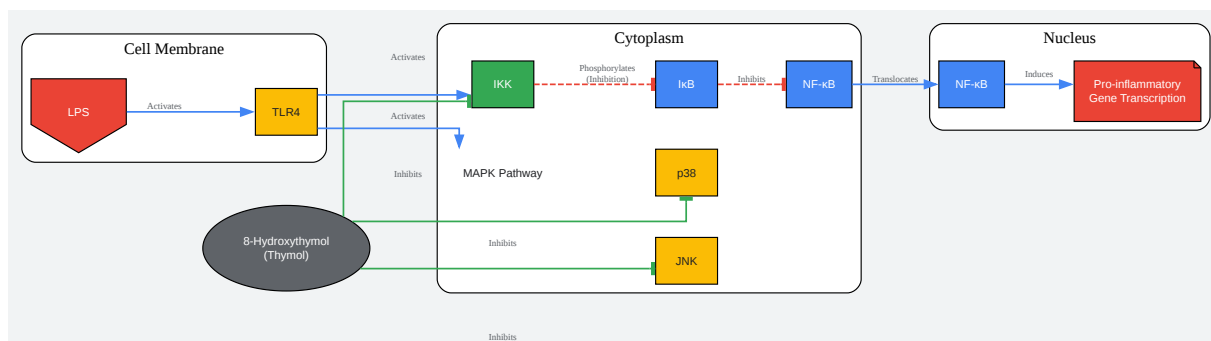 Cell Membrane
Cytoplasm
Nucleus
LPS
Activates
TLR4
Activates
IKK
Phosphorylates
(Inhibition)
IκB
Inhibits
NF-κB
Translocates
NF-κB
Induces
Pro-inflammatory
Gene Transcription
Activates
MAPK Pathway
Inhibits
p38
8-Hydroxythymol
(Thymol)
Inhibits
JNK
Inhibits